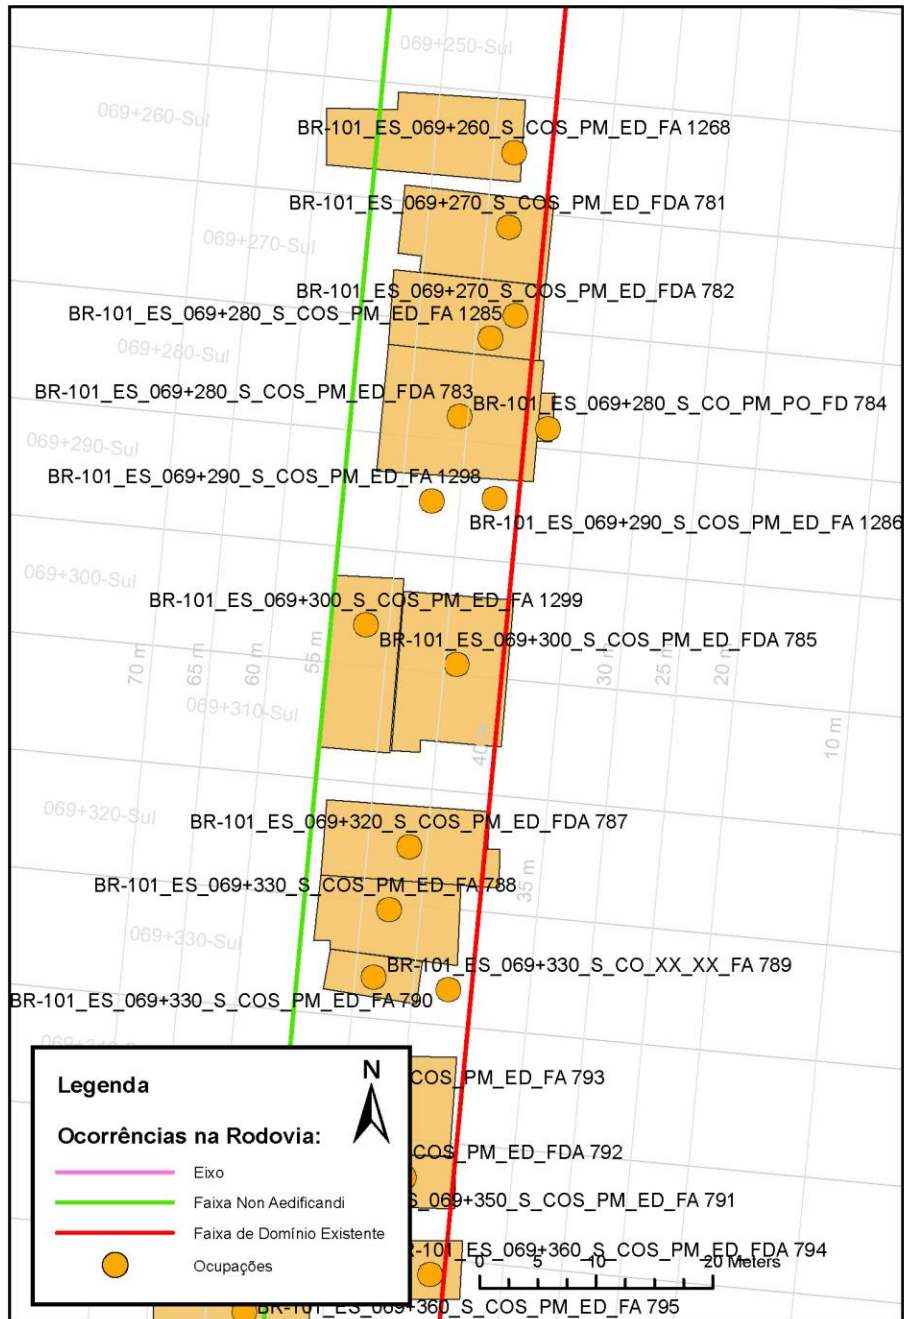 069+250-Sul
069+260-Sul
BR-101_ES_069+260_S_COS_PM_ED_FA 1268
BR-101_ES_069+270_S_COS_PM_ED_FDA 781
069+270-Sul
BR-101_ES_069+270_S_COS_PM_ED_FDA 782
BR-101_ES_069+280_S_COS_PM_ED_FA 1285
069+280-Sul
BR-101_ES_069+280_S_COS_PM_ED_FDA 783
BR-101_ES_069+280_S_CO_PM_PO_FD 784
069+290-Sul
BR-101_ES_069+290_S_COS_PM_ED_FA 1298
BR-101_ES_069+290_S_COS_PM_ED_FA 1286
069+300-Sul
BR-101_ES_069+300_S_COS_PM_ED_FA 1299
BR-101_ES_069+300_S_COS_PM_ED_FDA 785
70 m
65 m
60 m
55 m
30 m
25 m
20 m
069+310-Sul
40 m
10 m
069+320-Sul
BR-101_ES_069+320_S_COS_PM_ED_FDA 787
35 m
BR-101_ES_069+330_S_COS_PM_ED_FA 788
069+330-Sul
BR-101_ES_069+330_S_CO_XX_XX_FA 789
BR-101_ES_069+330_S_COS_PM_ED_FA 790
COS_PM_ED_FA 793
COS_PM_ED_FDA 792
S_069+350_S_COS_PM_ED_FA 791
R-101_ES_069+360_S_COS_PM_ED_FDA 794
BR-101_ES_069+360_S_COS_PM_ED_FA 795
Legenda
N
Ocorrências na Rodovia:
Eixo
Faixa Non Aedificandi
Faixa de Domínio Existente
Ocupações
0 5 10 20 Meters